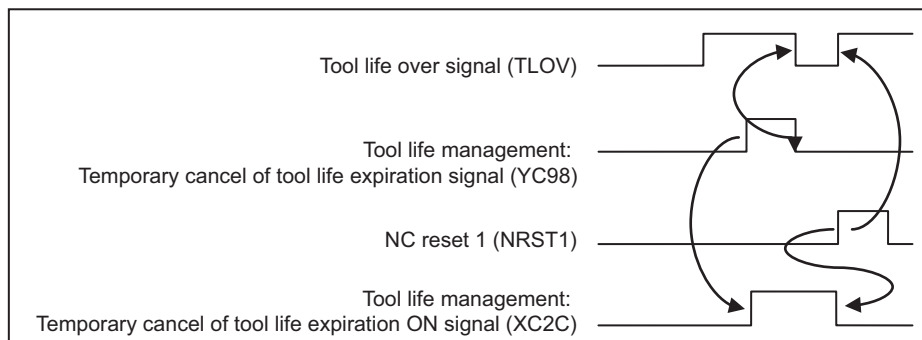 Tool life over signal (TLOV)
Tool life management:
Temporary cancel of tool life expiration signal (YC98)
NC reset 1 (NRST1)
Tool life management:
Temporary cancel of tool life expiration ON signal (XC2C)